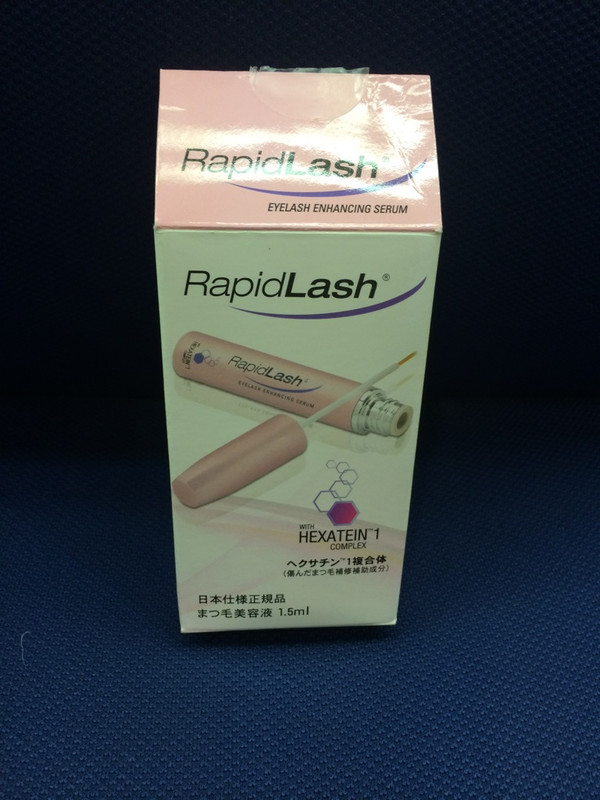 RapidLash®
EYELASH ENHANCING SERUM
RapidLash®
HEXATEIN™1
RapidLash®
EYELASH ENHANCING SERUM
WITH
HEXATEIN™1
COMPLEX
ヘクサチン™1複合体
(傷んだまつ毛補修補助成分)
日本仕様正規品
まつ毛美容液 1.5ml